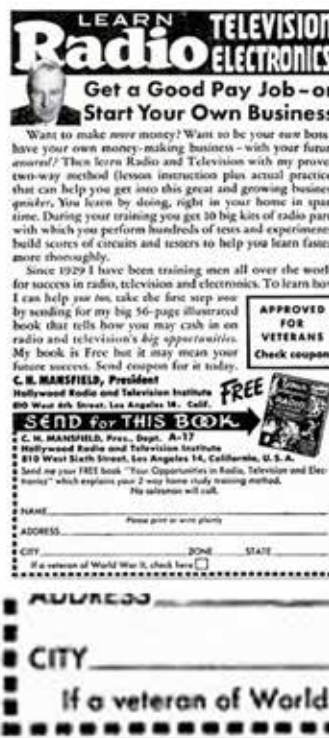 LEARN
Radio TELEVISION
ELECTRONICS
Get a Good Pay Job-or
Start Your Own Business
Want to make more money? Want to be your own boss
have your own money-making business - with your futur
assured? Then learn Radio and Television with my prove
two-way method (lesson instruction plus actual practice
that can help you get into this great and growing busines
quicker. You learn by doing, right in your home in spar
time. During your training you get 10 big kits of radio part
with which you perform hundreds of tests and experiment
build scores of circuits and testers to help you learn faster
more thoroughly.
Since 1929 I have been training men all over the worl
for success in radio, television and electronics. To learn how
I can help you too, take the first step now
by sending for my big 56-page illustrated
book that tells how you may cash in on
radio and television's big opportunities.
My book is Free but it may mean your
future success. Send coupon for it today.
APPROVED
FOR
VETERANS
Check coupon
C. H. MANSFIELD, President
Hollywood Radio and Television Institute
810 West 6th Street, Los Angeles 14, Calif.
FREE
SEND for THIS BOOK
C. H. MANSFIELD, Pres., Dept. A-17
Hollywood Radio and Television Institute
810 West Sixth Street, Los Angeles 14, California, U. S. A.
Send me your FREE book "Your Opportunities in Radio, Television and Elec-
tronics" which explains your 2 way home study training method.
No salesman will call.
NAME
Please print or write plainly
ADDRESS
CITY ZONE STATE
If a veteran of World War II, check here
ADDRESS
CITY
If a veteran of World